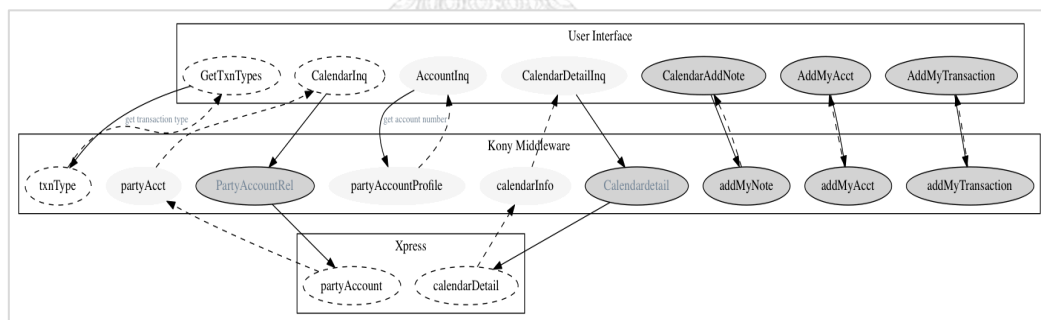 User Interface
GetTxnTypes
CalendarInq
AccountInq
CalendarDetailInq
CalendarAddNote
AddMyAcct
AddMyTransaction
get transaction type
get account number
Kony Middleware
txnType
partyAcct
PartyAccountRel
partyAccountProfile
calendarInfo
Calendardetail
addMyNote
addMyAcct
addMyTransaction
Xpress
partyAccount
calendarDetail